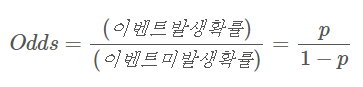 Odds = (이벤트발생확률) / (이벤트미발생확률) = p / 1 − p